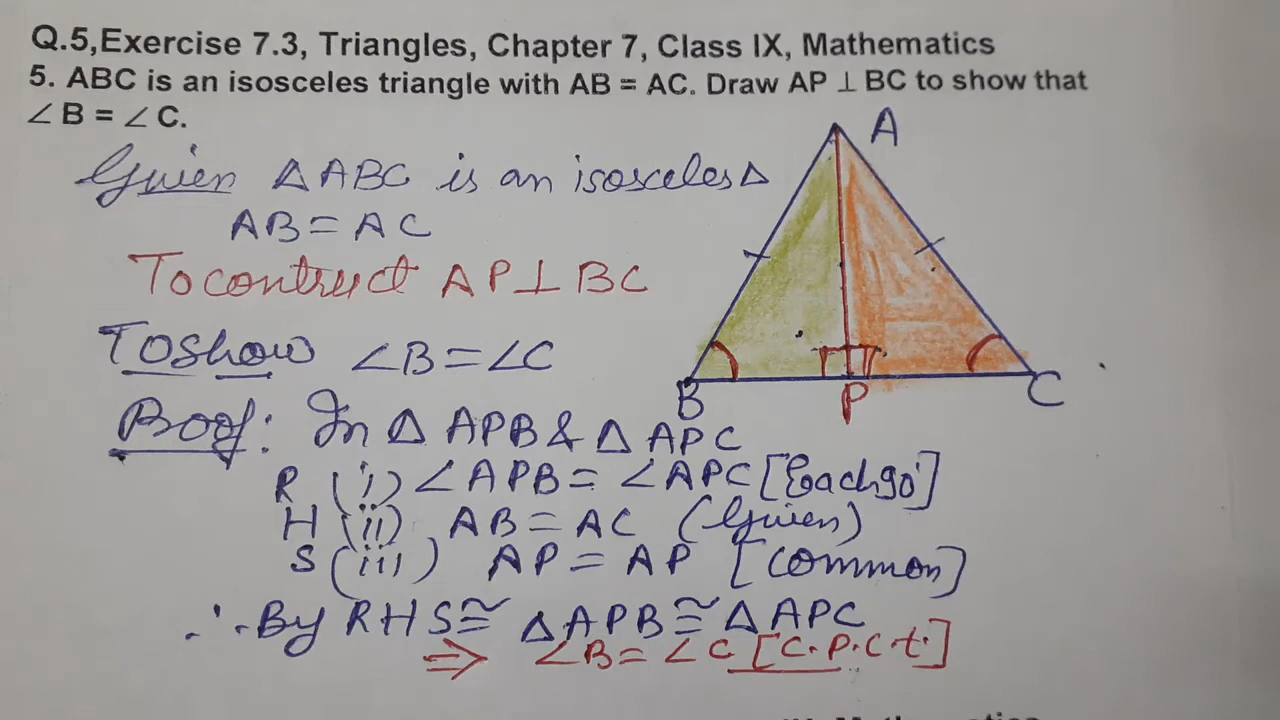 Q.5,Exercise 7.3, Triangles, Chapter 7, Class IX, Mathematics
5. ABC is an isosceles triangle with AB = AC. Draw AP ⊥ BC to show that
∠ B = ∠ C.
Given △ ABC is an isosceles △
AB = AC
To contruct AP ⊥ BC
To show ∠B = ∠C
Proof: In △ APB & △ APC
R (i) ∠APB = ∠APC [Each 90°]
H (ii) AB = AC (Given)
S (iii) AP = AP [Common]
∴ By RHS ≅ △APB ≅ △APC
⇒ ∠B = ∠C [C.P.C.t.]
A
B
P
C